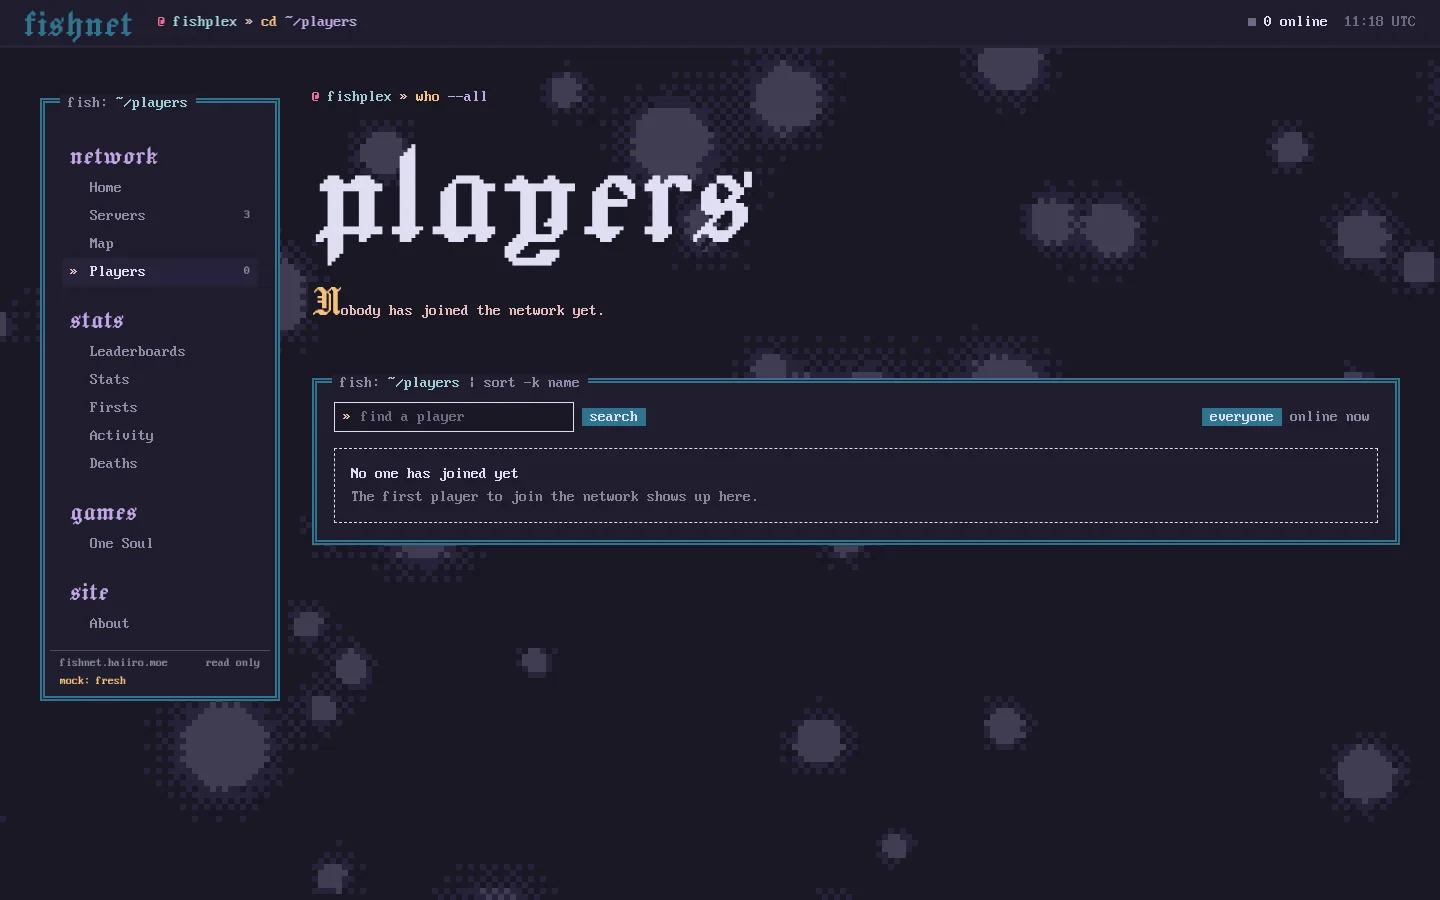 fishnet @ fishplex » cd ~/players 0 online 11:18 UTC
fish: ~/players
network
Home
Servers 3
Map
» Players 0
stats
Leaderboards
Stats
Firsts
Activity
Deaths
games
One Soul
site
About
fishnet.haiiro.moe read only
mock: fresh
@ fishplex » who --all
players
Nobody has joined the network yet.
fish: ~/players | sort -k name
» find a player search everyone online now
No one has joined yet
The first player to join the network shows up here.